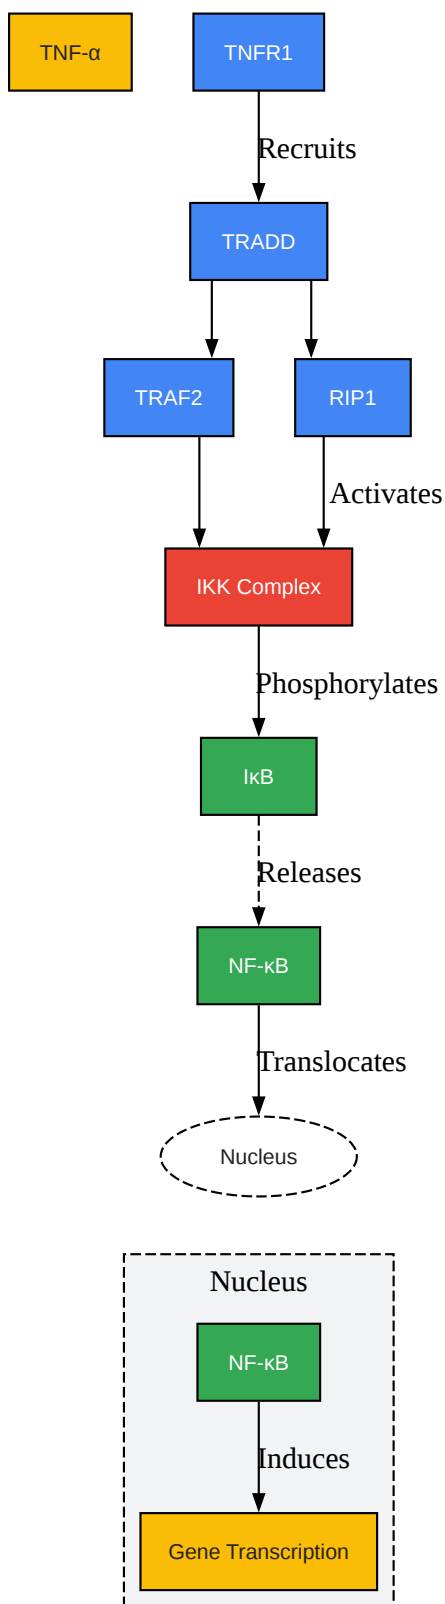 TNF-α
TNFR1
Recruits
TRADD
TRAF2
RIP1
Activates
IKK Complex
Phosphorylates
IκB
Releases
NF-κB
Translocates
Nucleus
Nucleus
NF-κB
Induces
Gene Transcription